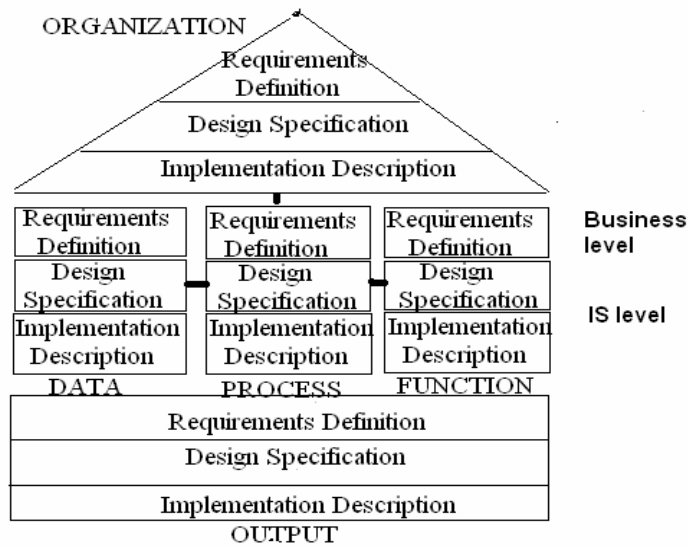 ORGANIZATION
Requirements
Definition
Design Specification
Implementation Description
Requirements
Definition
Design
Specification
Implementation
Description
DATA
Requirements
Definition
Design
Specification
Implementation
Description
PROCESS
Requirements
Definition
Design
Specification
Implementation
Description
FUNCTION
Business
level
IS level
Requirements Definition
Design Specification
Implementation Description
OUTPUT